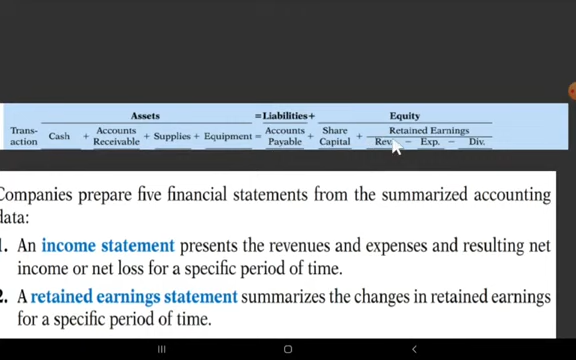 Assets = Liabilities + Equity
Trans- Accounts Accounts Share Retained Earnings
action Cash + Receivable + Supplies + Equipment = Payable + Capital + Rev. – Exp. – Div.
Companies prepare five financial statements from the summarized accounting
data:
1. An income statement presents the revenues and expenses and resulting net
income or net loss for a specific period of time.
2. A retained earnings statement summarizes the changes in retained earnings
for a specific period of time.